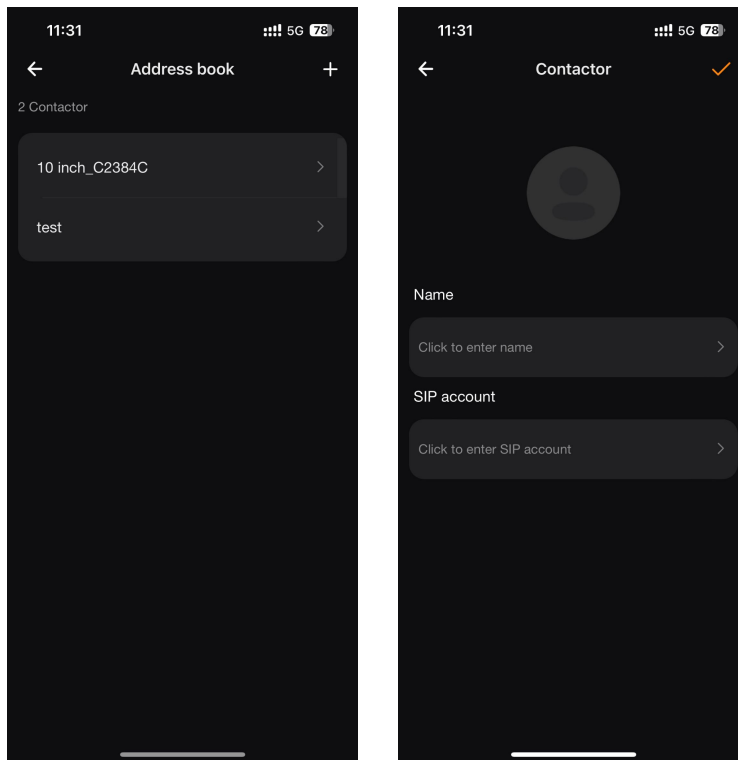 11:31
5G 78
Address book
2 Contactor
10 inch_C2384C
test
11:31
5G 78
Contactor
Name
Click to enter name
SIP account
Click to enter SIP account